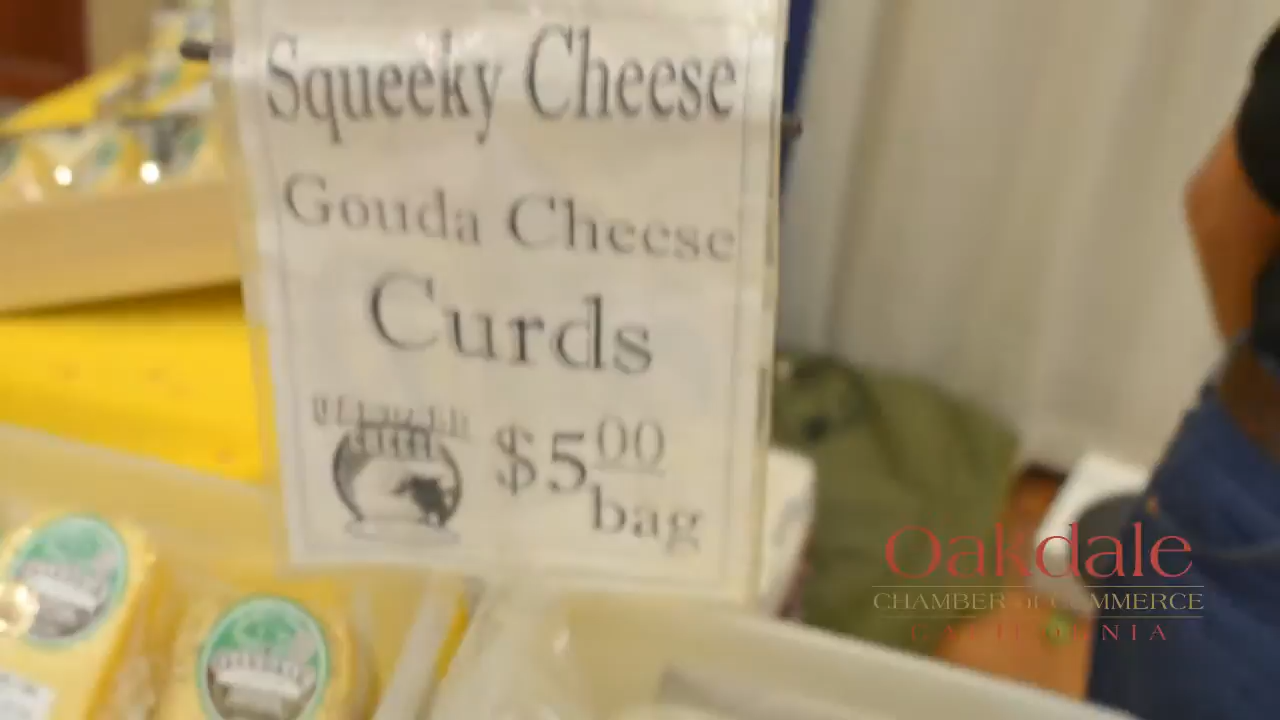 Squeeky Cheese
Gouda Cheese
Curds
$5.00
bag
Oakdale
CHAMBER of COMMERCE
CALIFORNIA